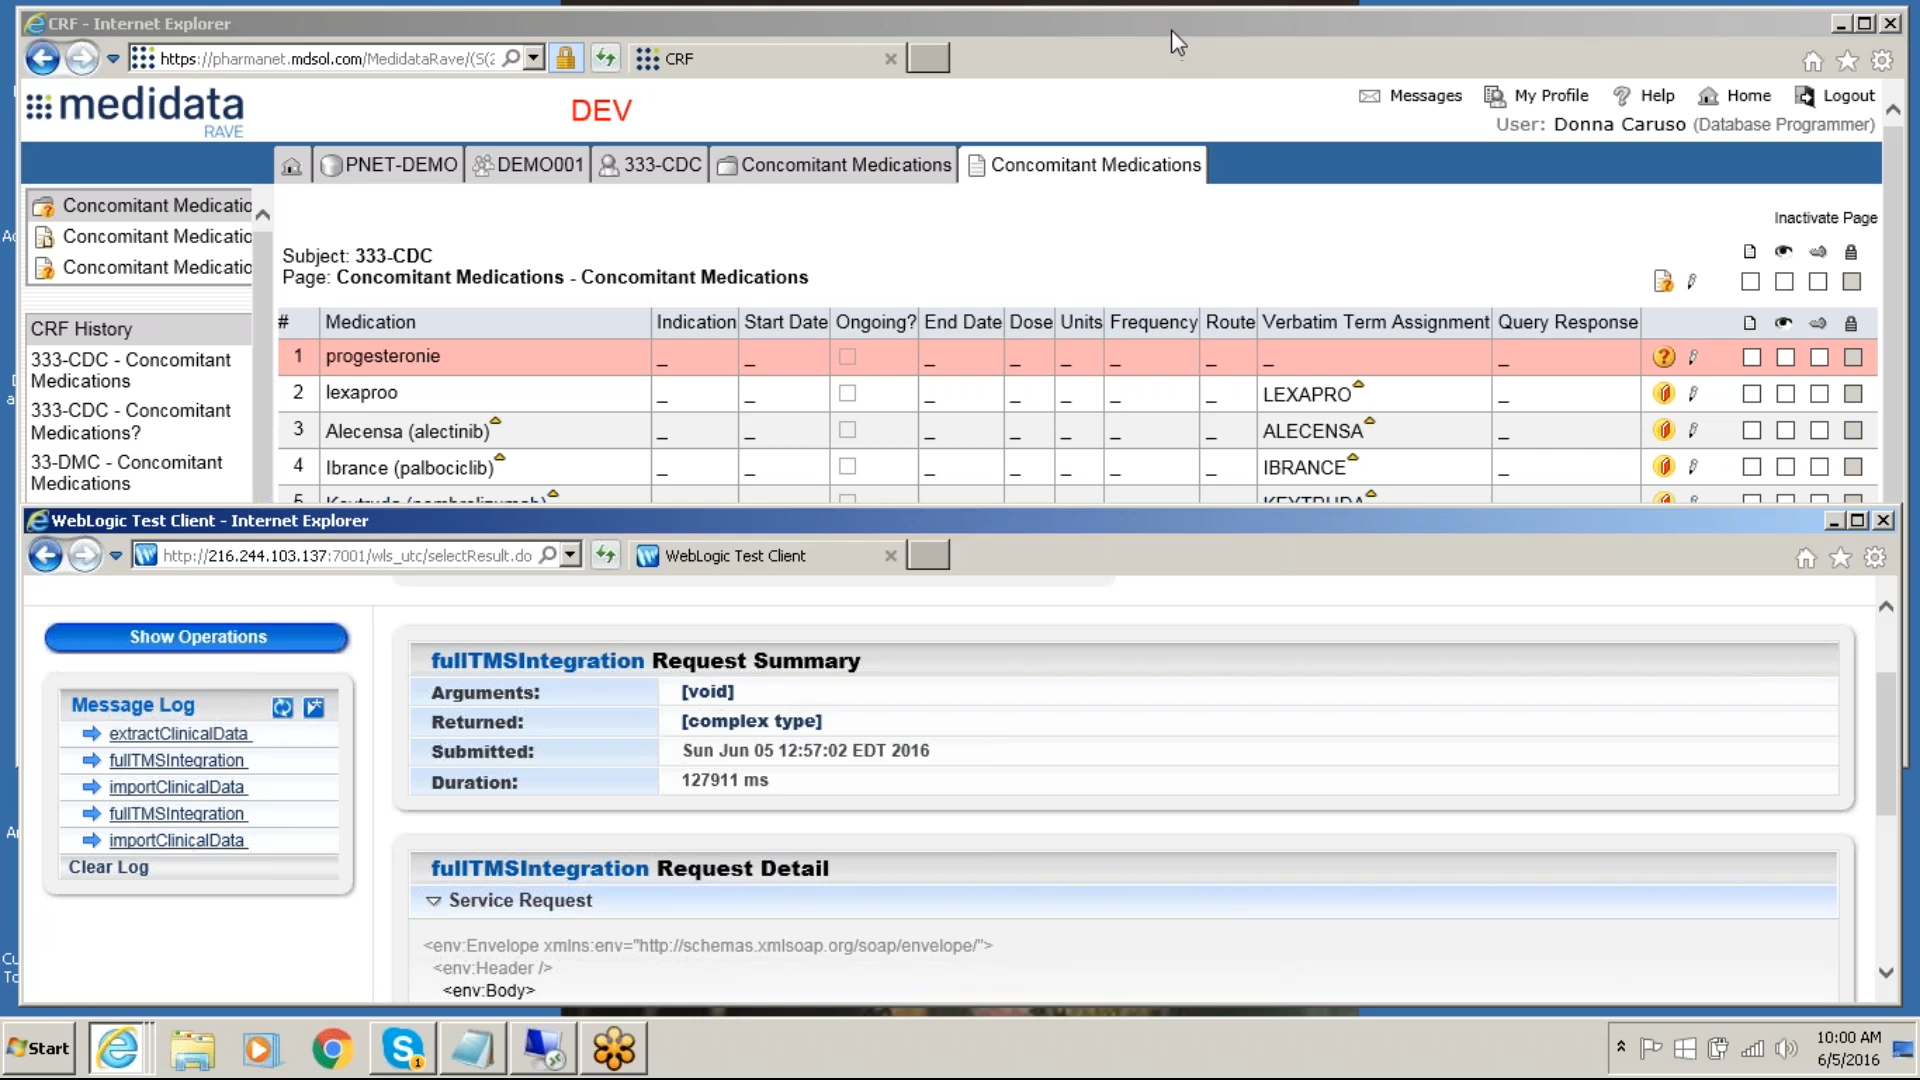 CRF - Internet Explorer
https://pharmanet.mdsol.com/MedidataRave/(S(2
CRF
medidata
RAVE
DEV
Messages My Profile Help Home Logout
User: Donna Caruso (Database Programmer)
PNET-DEMO DEMO001 333-CDC Concomitant Medications Concomitant Medications
Concomitant Medicatio
Concomitant Medicatio
Concomitant Medicatio
CRF History
333-CDC - Concomitant
Medications
333-CDC - Concomitant
Medications?
33-DMC - Concomitant
Medications
Inactivate Page
Subject: 333-CDC
Page: Concomitant Medications - Concomitant Medications
# Medication Indication Start Date Ongoing? End Date Dose Units Frequency Route Verbatim Term Assignment Query Response
1 progesteronie _ _ _ _ _ _ _ _ _
2 lexaproo _ _ _ _ _ _ _ LEXAPRO _
3 Alecensa (alectinib) _ _ _ _ _ _ _ ALECENSA _
4 Ibrance (palbociclib) _ _ _ _ _ _ _ IBRANCE _
5 Keytruda (pembrolizumab) KEYTRUDA
WebLogic Test Client - Internet Explorer
http://216.244.103.137:7001/wls_utc/selectResult.do
WebLogic Test Client
Show Operations
Message Log
extractClinicalData
fullTMSIntegration
importClinicalData
fullTMSIntegration
importClinicalData
Clear Log
fullTMSIntegration Request Summary
Arguments: [void]
Returned: [complex type]
Submitted: Sun Jun 05 12:57:02 EDT 2016
Duration: 127911 ms
fullTMSIntegration Request Detail
Service Request
<env:Envelope xmlns:env="http://schemas.xmlsoap.org/soap/envelope/">
<env:Header />
<env:Body>
Start
10:00 AM
6/5/2016